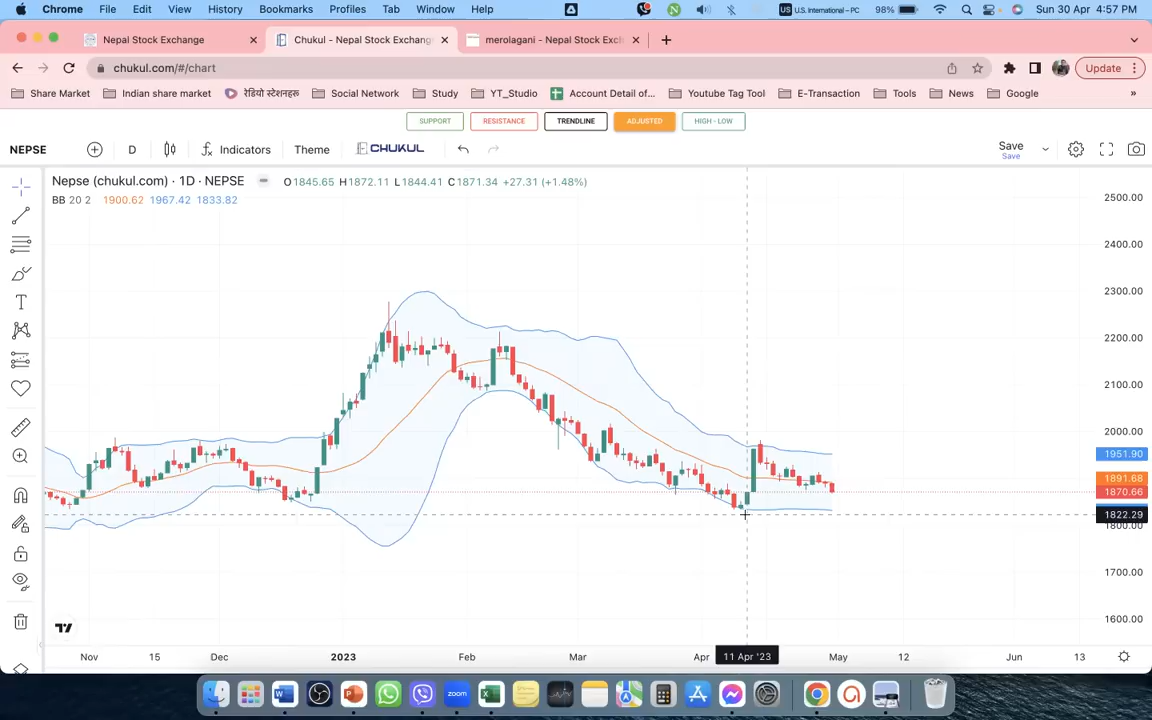 Chrome File Edit View History Bookmarks Profiles Tab Window Help U.S. International – PC 98% Sun 30 Apr 4:57 PM
Nepal Stock Exchange Chukul - Nepal Stock Exchang merolagani - Nepal Stock Excl
chukul.com/#/chart Update
Share Market Indian share market रेडियो स्टेशनहरू Social Network Study YT_Studio Account Detail of... Youtube Tag Tool E-Transaction Tools News Google »
SUPPORT RESISTANCE TRENDLINE ADJUSTED HIGH - LOW
NEPSE D Indicators Theme CHUKUL Save
Save
Nepse (chukul.com) · 1D · NEPSE O1845.65 H1872.11 L1844.41 C1871.34 +27.31 (+1.48%)
BB 20 2 1900.62 1967.42 1833.82
2500.00
2400.00
2300.00
2200.00
2100.00
2000.00
1951.90
1891.68
1870.66
1822.29
1800.00
1700.00
1600.00
Nov 15 Dec 2023 Feb Mar Apr 11 Apr '23 May 12 Jun 13
zoom